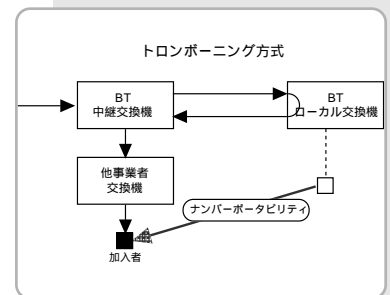 トロンボーニング方式
BT
中継交換機
BT
ローカル交換機
他事業者
交換機
ナンバーポータビリティ
加入者